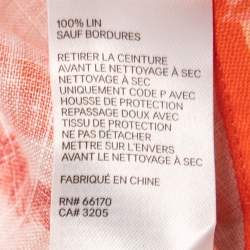 100% LIN
SAUF BORDURES
RETIRER LA CEINTURE
AVANT LE NETTOYAGE À SEC
NETTOYAGE À SEC
UNIQUEMENT CODE P AVEC
HOUSSE DE PROTECTION
REPASSAGE DOUX AVEC
TISSU DE PROTECTION
NE PAS DÉTACHER
METTRE SUR L'ENVERS
AVANT LE NETTOYAGE À SEC
FABRIQUÉ EN CHINE
RN# 66170
CA# 3205